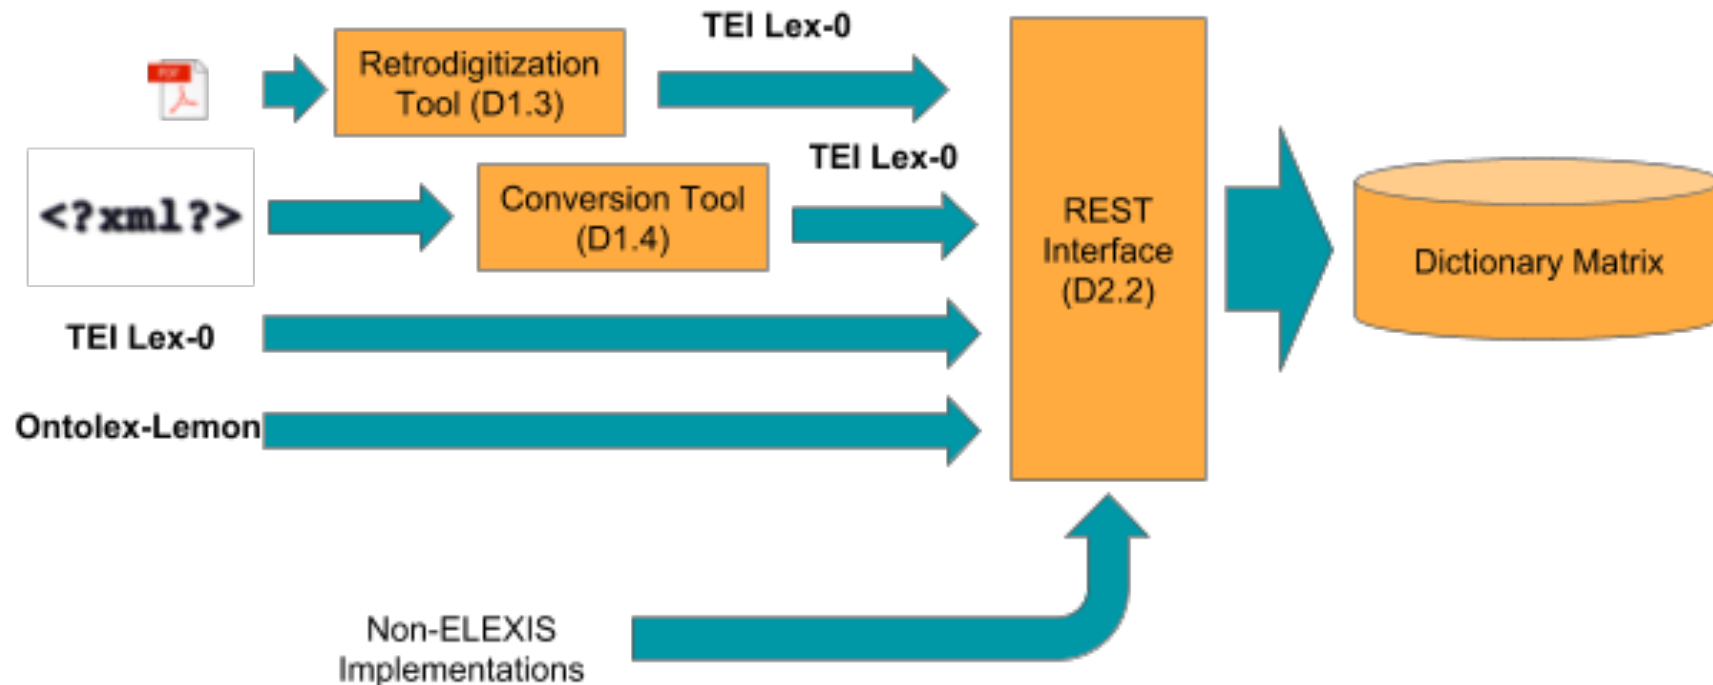 TEI Lex-0
PDF
Retrodigitization
Tool (D1.3)
TEI Lex-0
<?xml?>
Conversion Tool
(D1.4)
REST
Interface
(D2.2)
Dictionary Matrix
TEI Lex-0
Ontolex-Lemon
Non-ELEXIS
Implementations